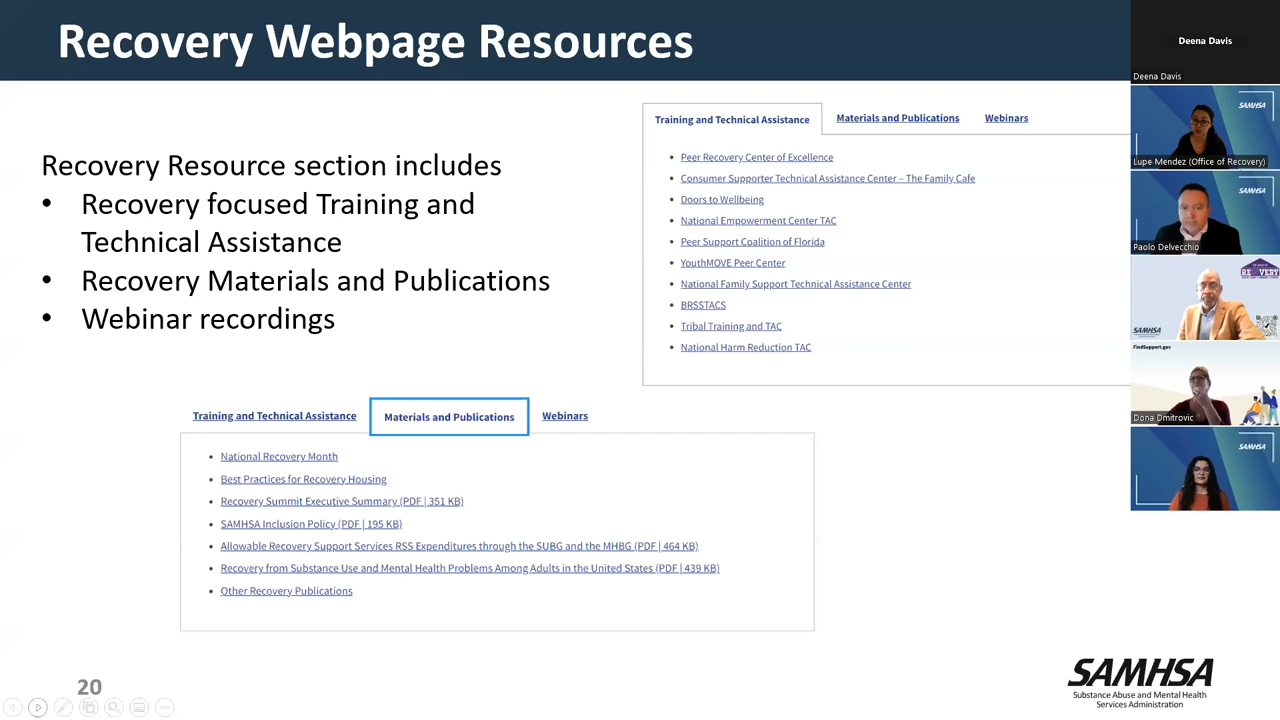 Recovery Webpage Resources
Recovery Resource section includes
• Recovery focused Training and
Technical Assistance
• Recovery Materials and Publications
• Webinar recordings
Training and Technical Assistance Materials and Publications Webinars
• Peer Recovery Center of Excellence
• Consumer Supporter Technical Assistance Center – The Family Cafe
• Doors to Wellbeing
• National Empowerment Center TAC
• Peer Support Coalition of Florida
• YouthMOVE Peer Center
• National Family Support Technical Assistance Center
• BRSSTACS
• Tribal Training and TAC
• National Harm Reduction TAC
Training and Technical Assistance Materials and Publications Webinars
• National Recovery Month
• Best Practices for Recovery Housing
• Recovery Summit Executive Summary (PDF | 351 KB)
• SAMHSA Inclusion Policy (PDF | 195 KB)
• Allowable Recovery Support Services RSS Expenditures through the SUBG and the MHBG (PDF | 464 KB)
• Recovery from Substance Use and Mental Health Problems Among Adults in the United States (PDF | 439 KB)
• Other Recovery Publications
20
SAMHSA
Substance Abuse and Mental Health
Services Administration
Deena Davis
Deena Davis
SAMHSA
Lupe Mendez (Office of Recovery)
SAMHSA
Paolo Delvecchio
SAMHSA
FindSupport.gov
Dona Dmitrovic
SAMHSA